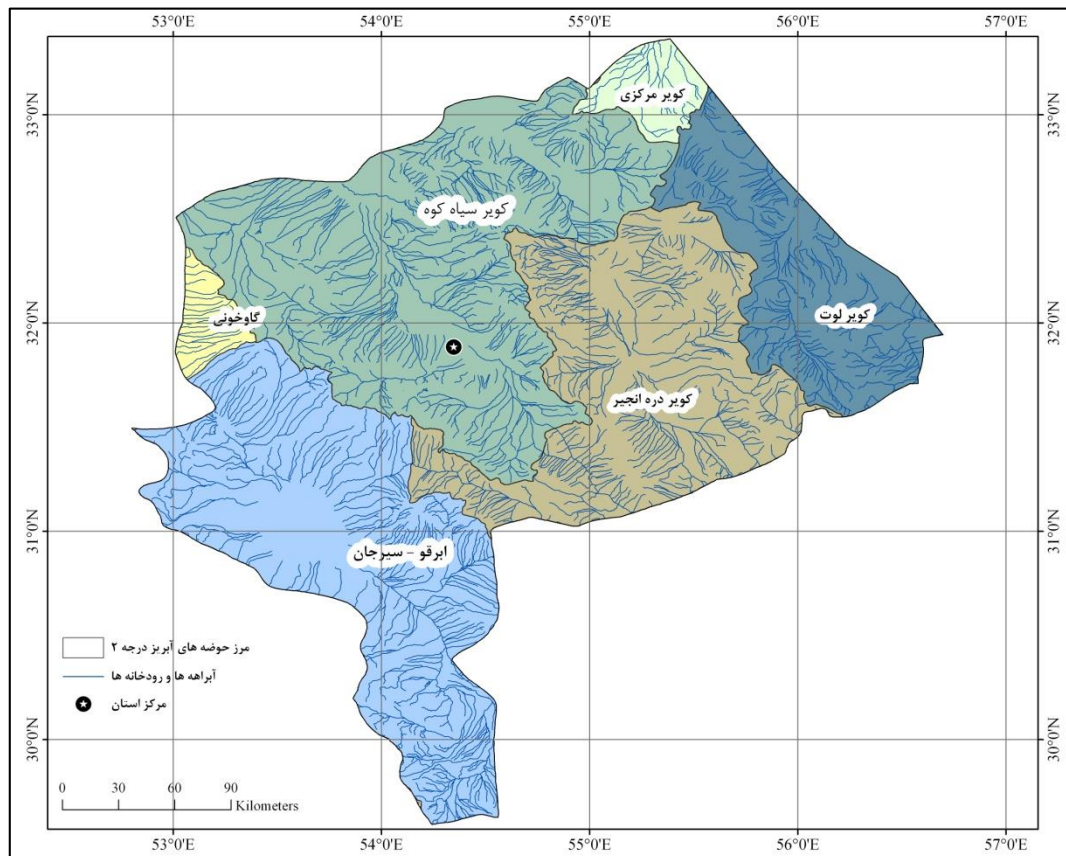 53°0'E 54°0'E 55°0'E 56°0'E 57°0'E
کویر مرکزی
33°0'N 33°0'N
کویر سیاه کوه
32°0'N 32°0'N
گاوخونی
کویر لوت
کویر دره انجیر
31°0'N 31°0'N
ابرقو - سیرجان
مرز حوضه های آبریز درجه ۲
آبراهه ها و رودخانه ها
مرکز استان
30°0'N 30°0'N
0 30 60 90
Kilometers
53°0'E 54°0'E 55°0'E 56°0'E 57°0'E